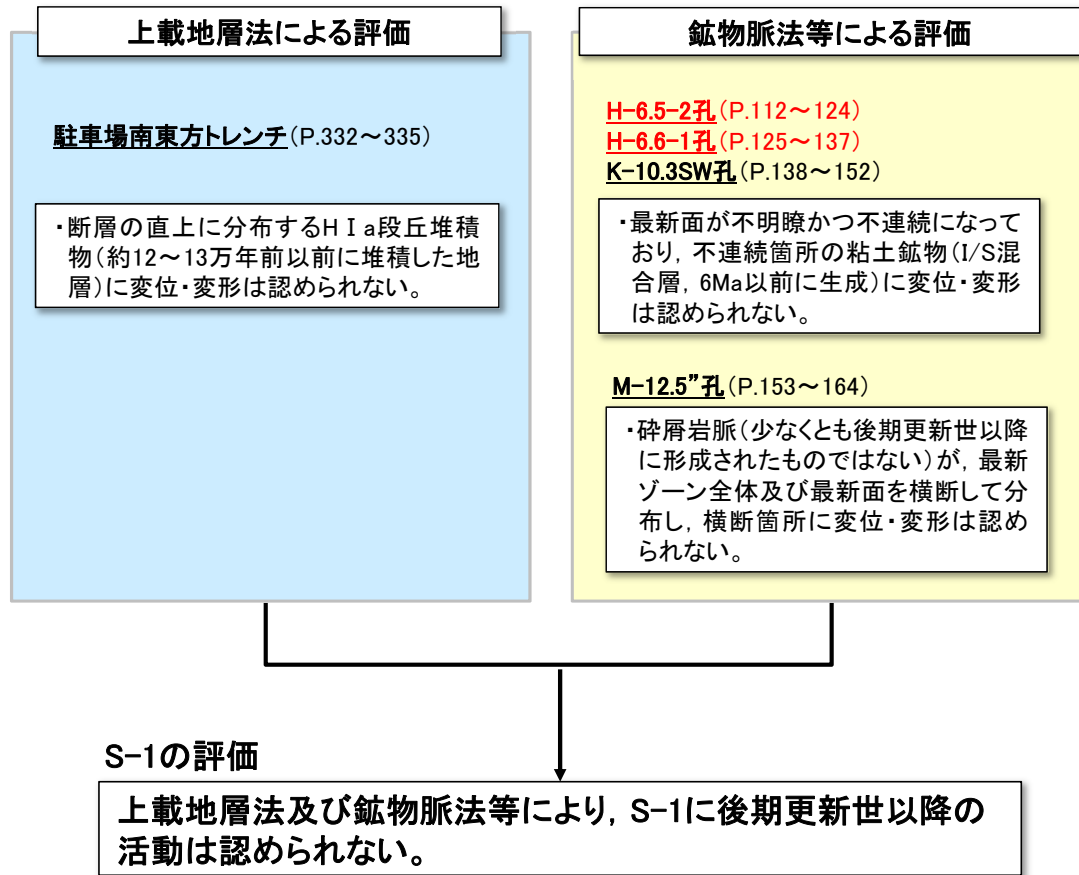 上載地層法による評価
駐車場南東方トレンチ(P.332～335)
・断層の直上に分布するHⅠa段丘堆積
物(約12～13万年前以前に堆積した地
層)に変位・変形は認められない。
鉱物脈法等による評価
H-6.5-2孔(P.112～124)
H-6.6-1孔(P.125～137)
K-10.3SW孔(P.138～152)
・最新面が不明瞭かつ不連続になって
おり，不連続箇所の粘土鉱物(I/S混
合層，6Ma以前に生成)に変位・変形
は認められない。
M-12.5”孔(P.153～164)
・砕屑岩脈(少なくとも後期更新世以降
に形成されたものではない)が，最新
ゾーン全体及び最新面を横断して分
布し，横断箇所に変位・変形は認め
られない。
S-1の評価
上載地層法及び鉱物脈法等により，S-1に後期更新世以降の
活動は認められない。